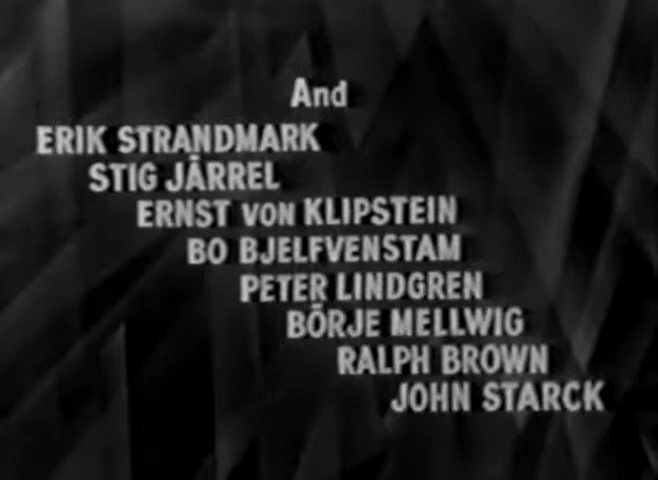 And
ERIK STRANDMARK
STIG JÄRREL
ERNST VON KLIPSTEIN
BO BJELFVENSTAM
PETER LINDGREN
BÖRJE MELLWIG
RALPH BROWN
JOHN STARCK